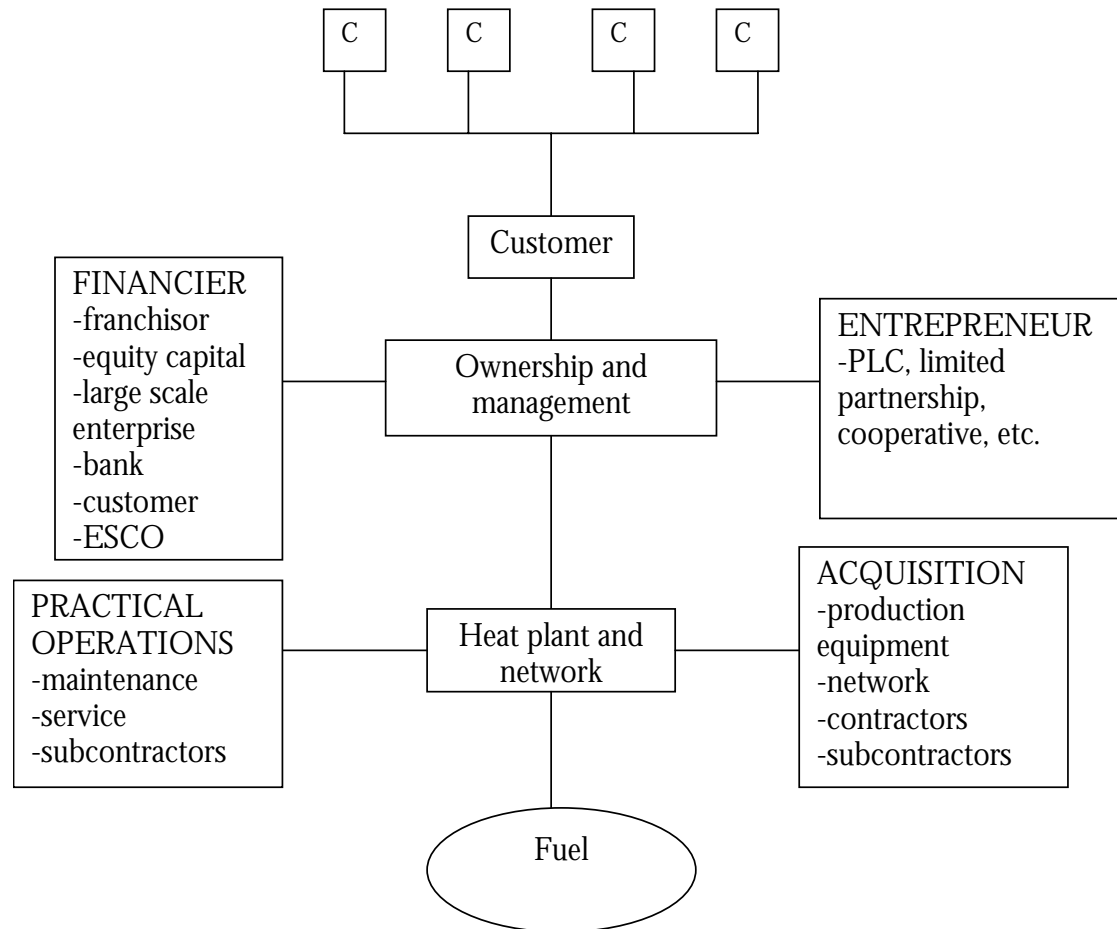 C
C
C
C
Customer
FINANCIER
-franchisor
-equity capital
-large scale
enterprise
-bank
-customer
-ESCO
Ownership and
management
ENTREPRENEUR
-PLC, limited
partnership,
cooperative, etc.
PRACTICAL
OPERATIONS
-maintenance
-service
-subcontractors
Heat plant and
network
ACQUISITION
-production
equipment
-network
-contractors
-subcontractors
Fuel